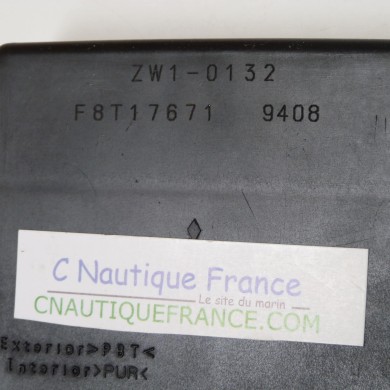 ZW1-0132
F8T17671 9408
C Nautique France
Le site du marin
CNAUTIQUEFRANCE.COM
Exterior>PBT<
Interior>PUR<